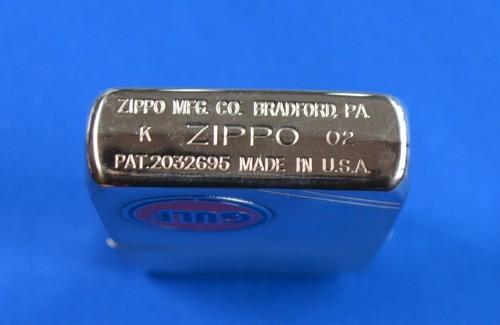 ZIPPO MFG. CO. BRADFORD, PA.
K ZIPPO 02
PAT. 2032695 MADE IN U.S.A.
GULF